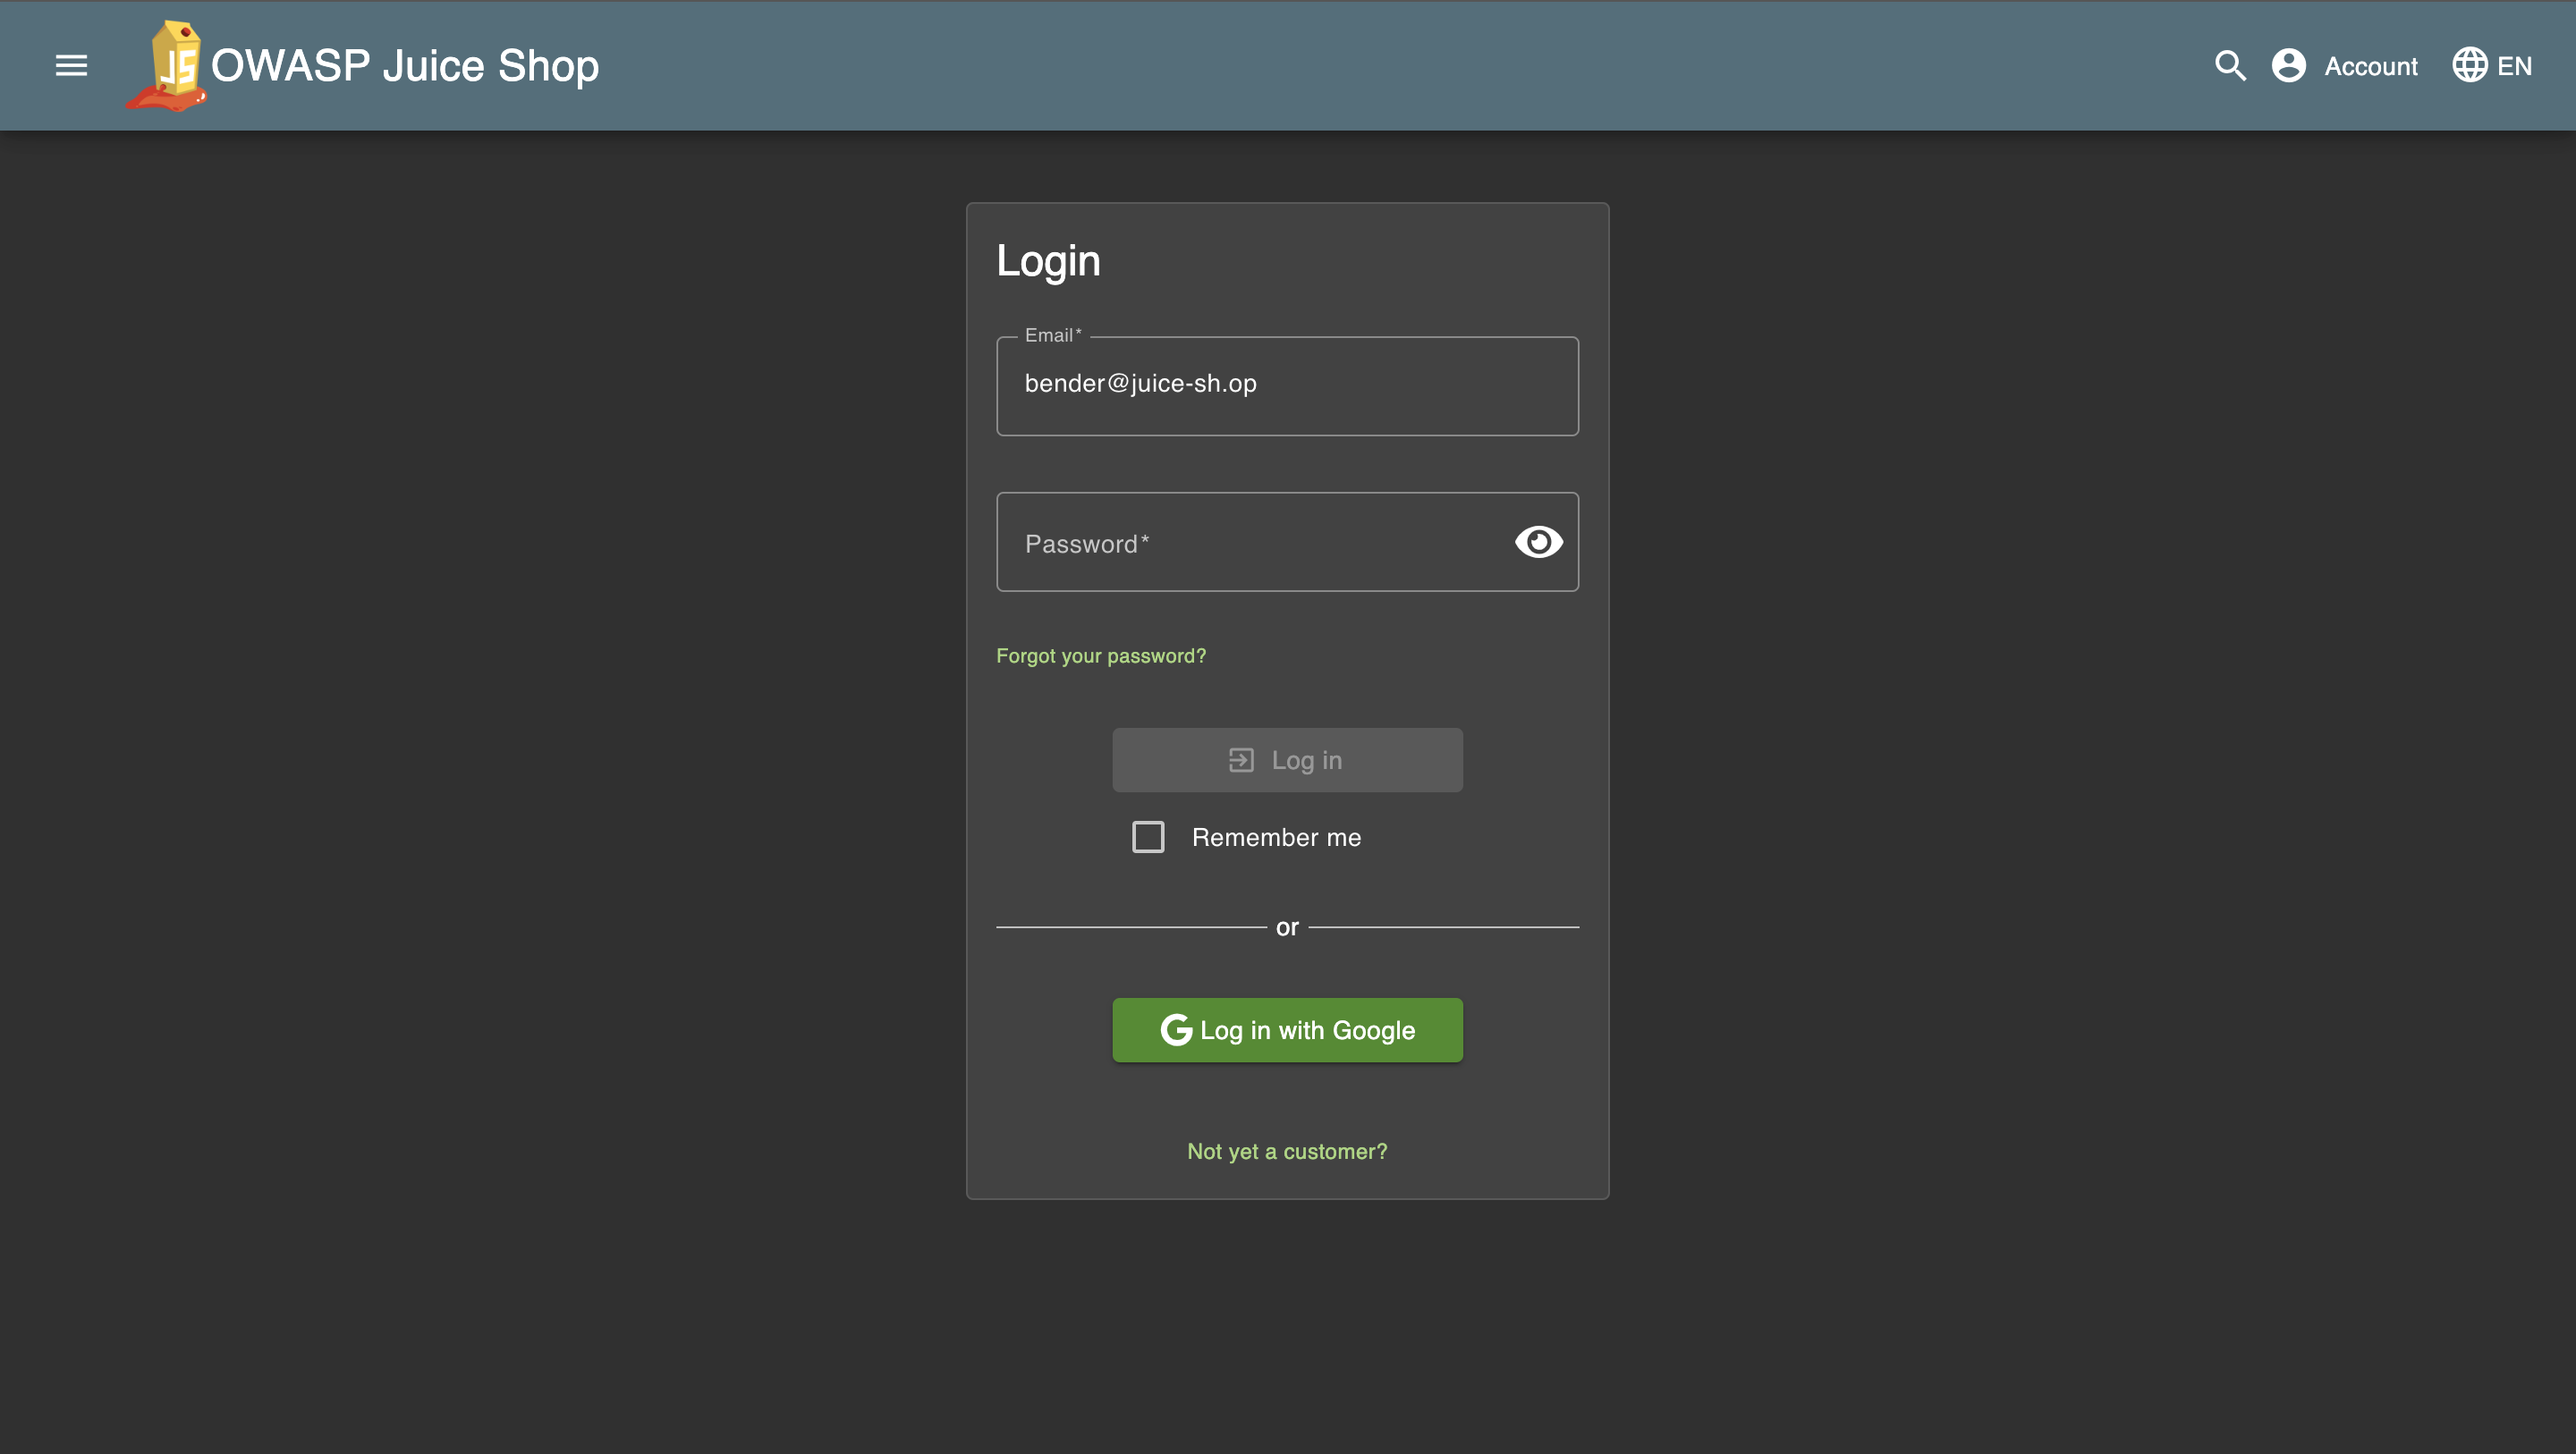 JS
OWASP Juice Shop
Account
EN
Login
Email*
bender@juice-sh.op
Password*
Forgot your password?
Log in
Remember me
or
G Log in with Google
Not yet a customer?